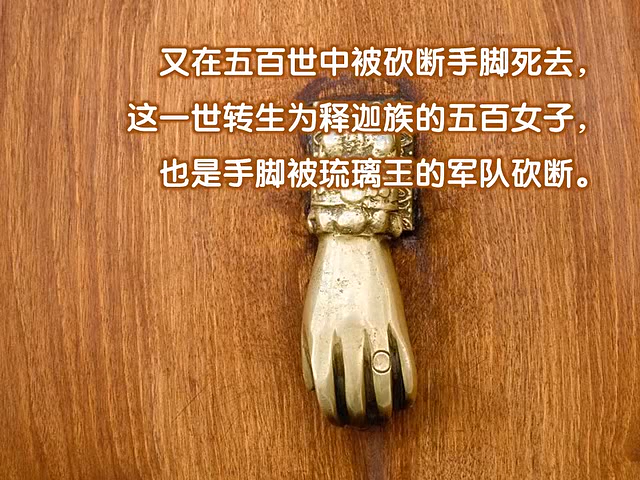 又在五百世中被砍断手脚死去，
这一世转生为释迦族的五百女子，
也是手脚被琉璃王的军队砍断。